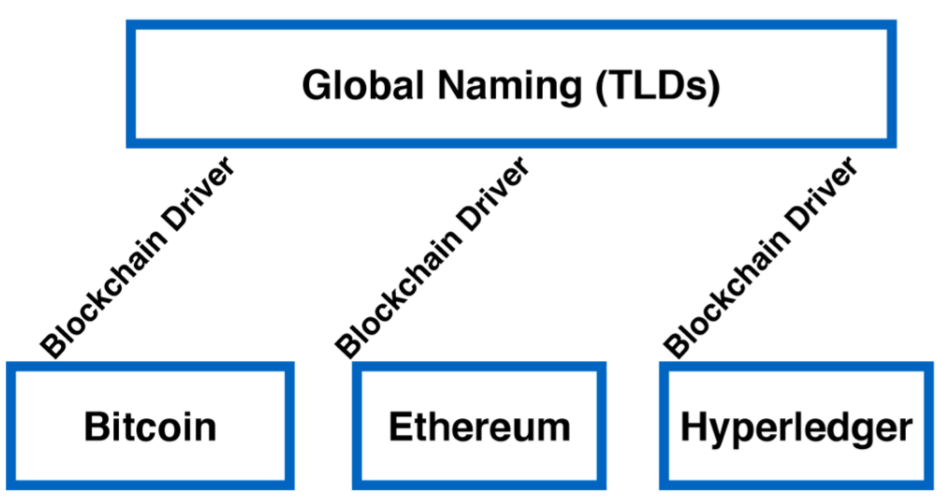 Global Naming (TLDs)
Blockchain Driver
Blockchain Driver
Blockchain Driver
Bitcoin
Ethereum
Hyperledger